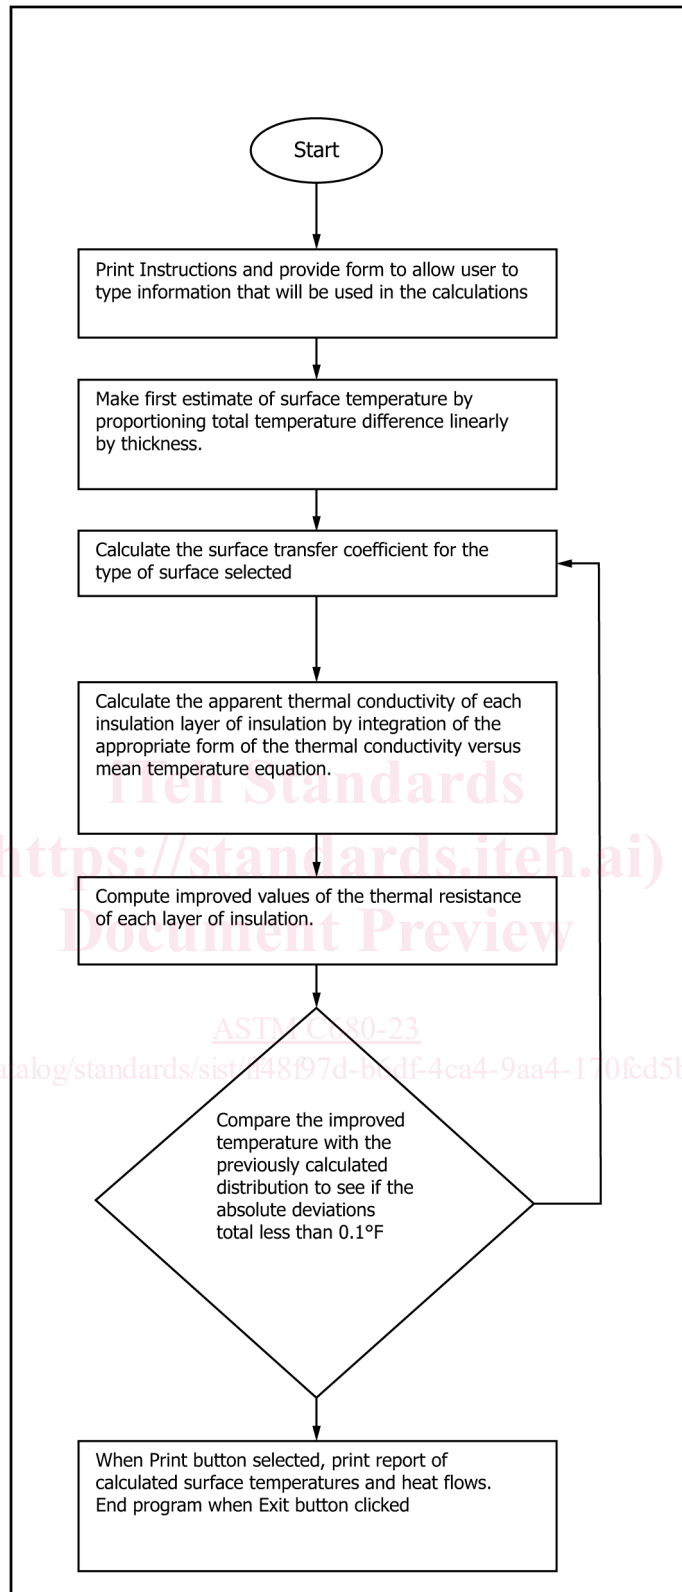 Start
Print Instructions and provide form to allow user to
type information that will be used in the calculations
Make first estimate of surface temperature by
proportioning total temperature difference linearly
by thickness.
Calculate the surface transfer coefficient for the
type of surface selected
Calculate the apparent thermal conductivity of each
insulation layer of insulation by integration of the
appropriate form of the thermal conductivity versus
mean temperature equation.
iTeh Standards
https://standards.iteh.ai)
Compute improved values of the thermal resistance
of each layer of insulation.
Document Preview
ASTM C680-23
Compare the improved
temperature with the
previously calculated
distribution to see if the
absolute deviations
total less than 0.1°F
When Print button selected, print report of
calculated surface temperatures and heat flows.
End program when Exit button clicked